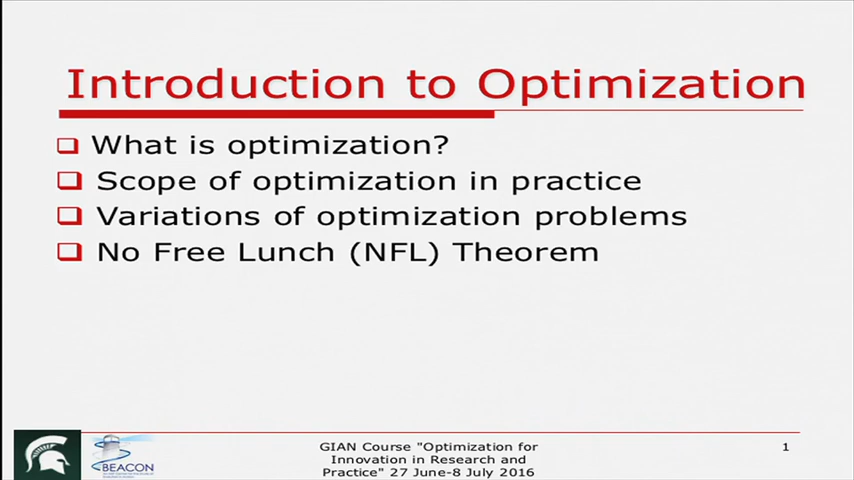 Introduction to Optimization
What is optimization?
Scope of optimization in practice
Variations of optimization problems
No Free Lunch (NFL) Theorem
BEACON
GIAN Course "Optimization for
Innovation in Research and
Practice" 27 June-8 July 2016
1